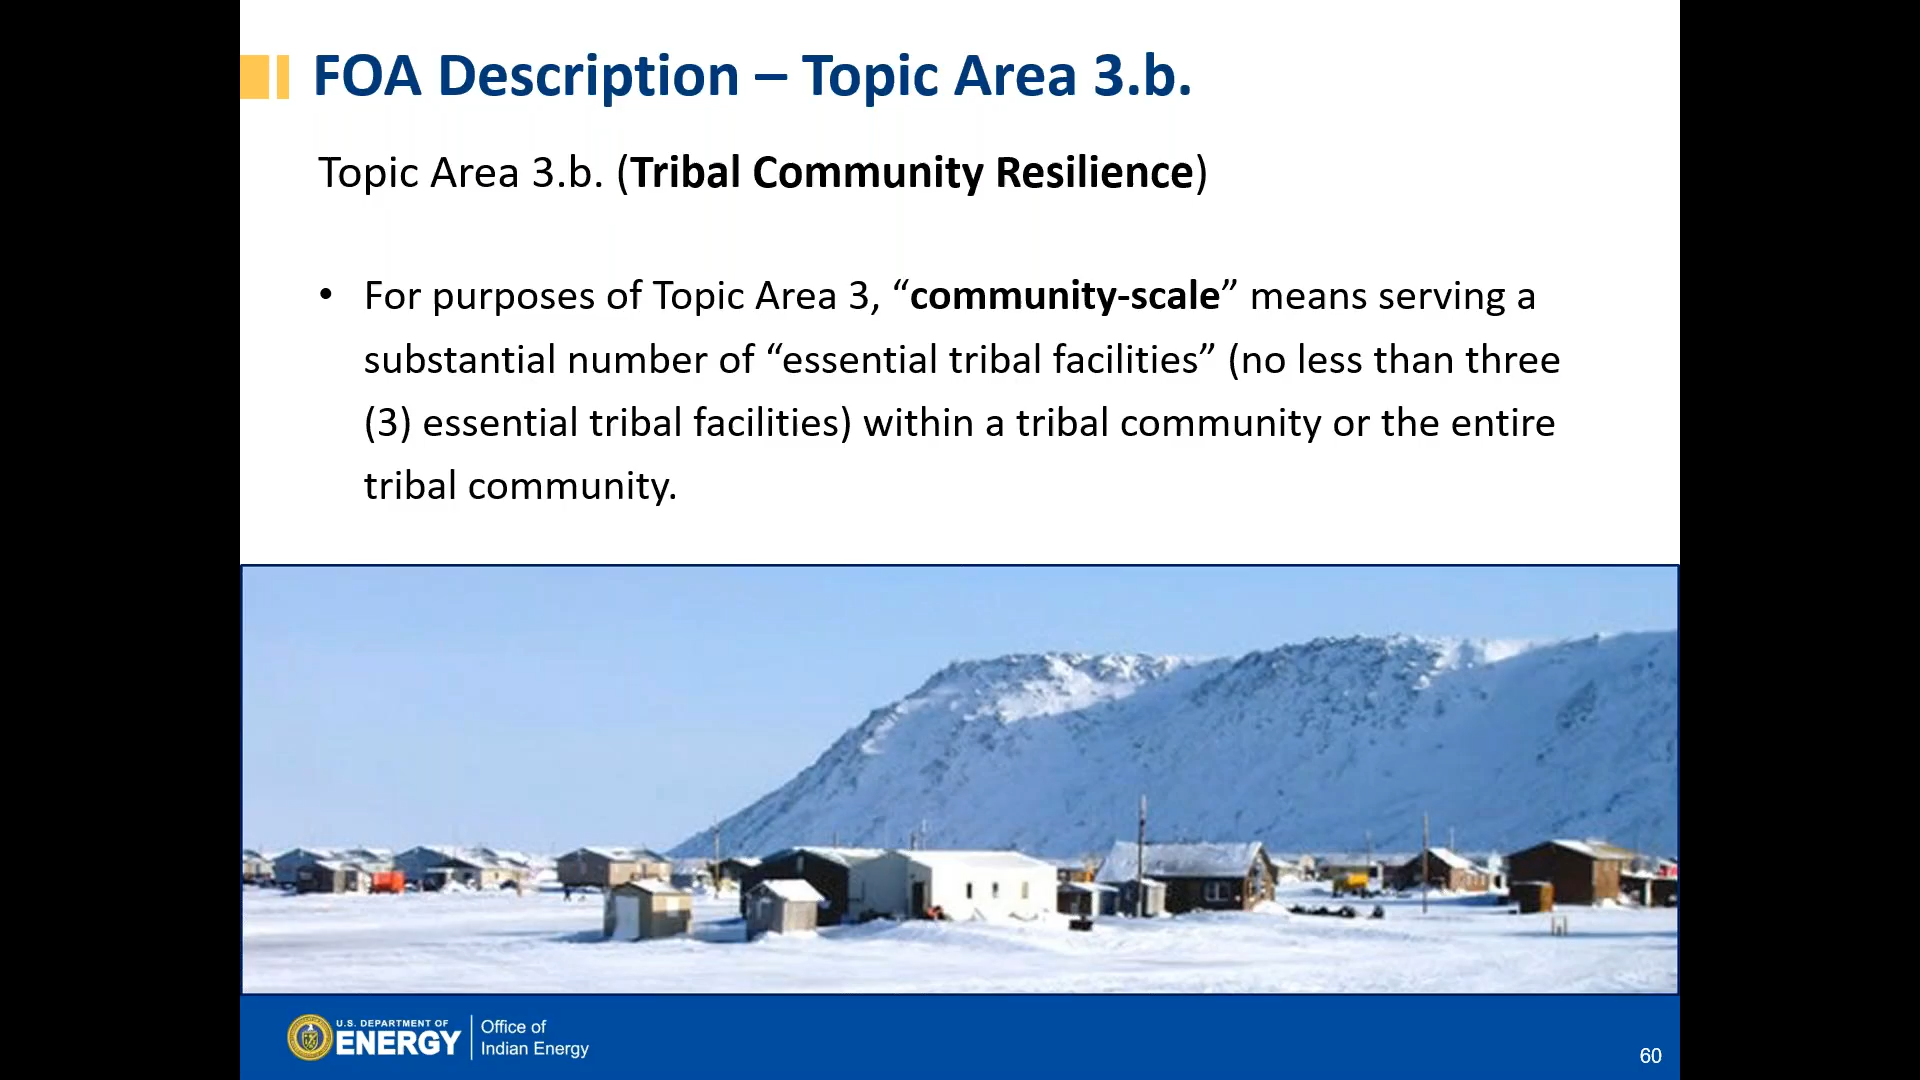 FOA Description – Topic Area 3.b.
Topic Area 3.b. (Tribal Community Resilience)
• For purposes of Topic Area 3, “community-scale” means serving a
substantial number of “essential tribal facilities” (no less than three
(3) essential tribal facilities) within a tribal community or the entire
tribal community.
U.S. DEPARTMENT OF
ENERGY
Office of
Indian Energy
60